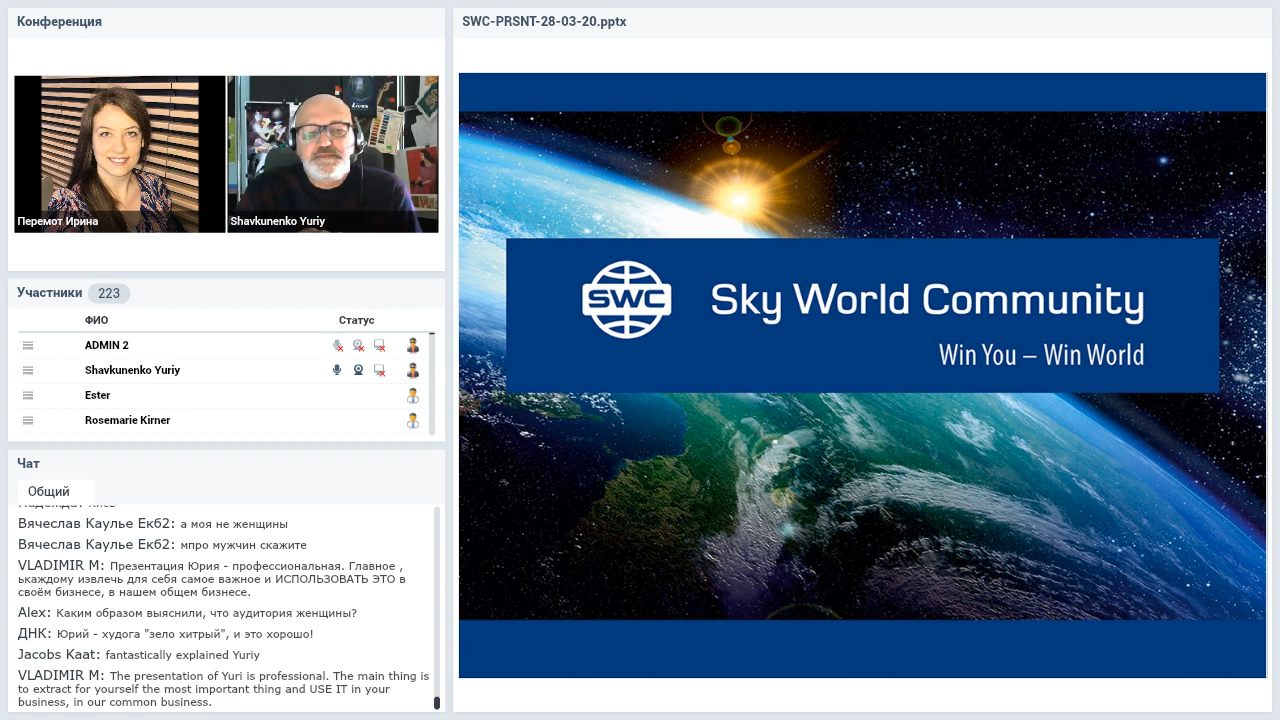 Конференция
Перемот Ирина
Shavkunenko Yuriy
Участники 223
ФИО Статус
ADMIN 2
Shavkunenko Yuriy
Ester
Rosemarie Kirner
Чат
Общий
Вячеслав Каулье Екб2: а моя не женщины
Вячеслав Каулье Екб2: мпро мужчин скажите
VLADIMIR M: Презентация Юрия - профессиональная. Главное ,
ькаждому извлечь для себя самое важное и ИСПОЛЬЗОВАТЬ ЭТО в
своём бизнесе, в нашем общем бизнесе.
Alex: Каким образом выяснили, что аудитория женщины?
ДНК: Юрий - худога "зело хитрый", и это хорошо!
Jacobs Kaat: fantastically explained Yuriy
VLADIMIR M: The presentation of Yuri is professional. The main thing is
to extract for yourself the most important thing and USE IT in your
business, in our common business.
SWC-PRSNT-28-03-20.pptx
SWC
Sky World Community
Win You – Win World